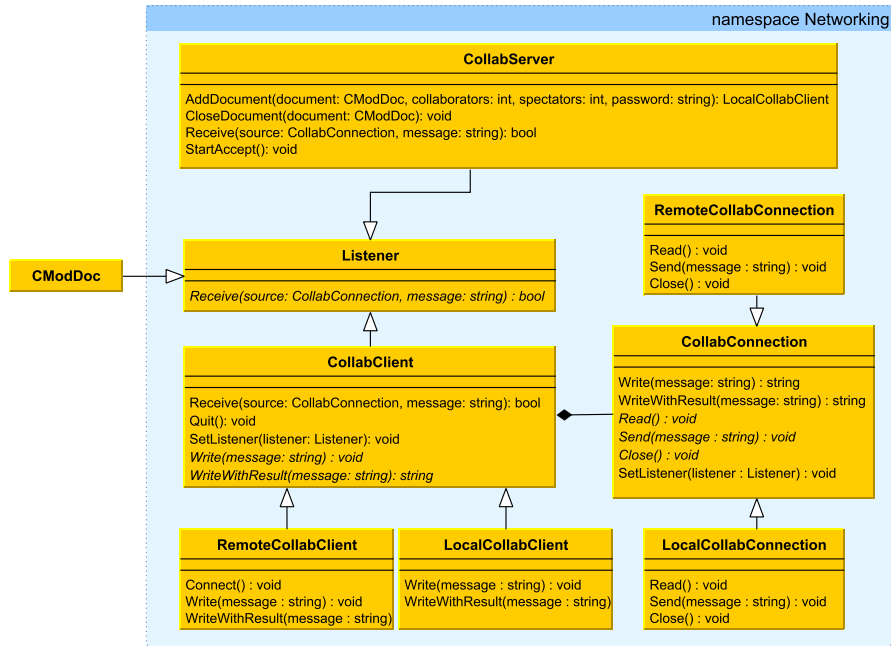 namespace Networking
CollabServer
AddDocument(document: CModDoc, collaborators: int, spectators: int, password: string): LocalCollabClient
CloseDocument(document: CModDoc): void
Receive(source: CollabConnection, message: string): bool
StartAccept(): void
RemoteCollabConnection
Read() : void
Send(message : string) : void
Close() : void
Listener
Receive(source: CollabConnection, message: string) : bool
CModDoc
CollabClient
Receive(source: CollabConnection, message: string): bool
Quit(): void
SetListener(listener: Listener): void
Write(message: string) : void
WriteWithResult(message: string): string
CollabConnection
Write(message: string) : string
WriteWithResult(message: string) : string
Read() : void
Send(message : string) : void
Close() : void
SetListener(listener : Listener) : void
RemoteCollabClient
Connect() : void
Write(message : string) : void
WriteWithResult(message : string)
LocalCollabClient
Write(message : string) : void
WriteWithResult(message : string)
LocalCollabConnection
Read() : void
Send(message : string) : void
Close() : void